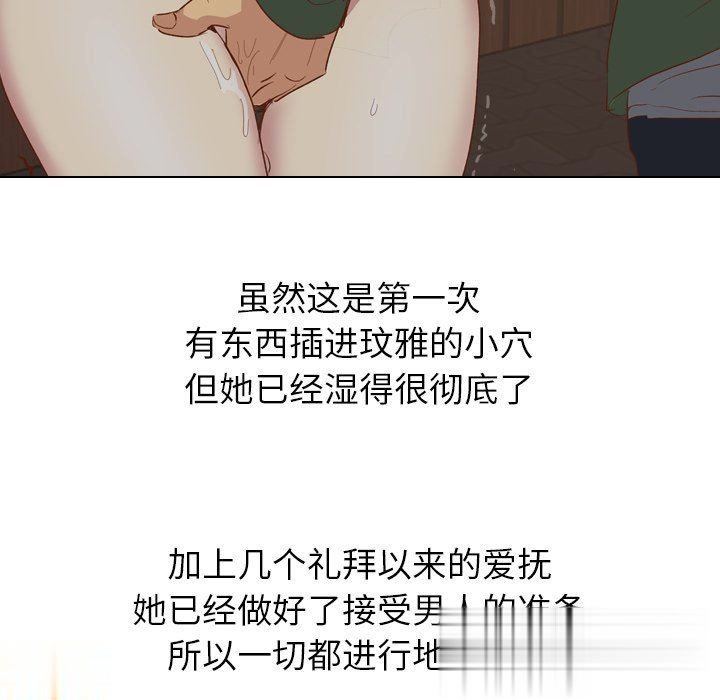 虽然这是第一次
有东西插进玟雅的小穴
但她已经湿得很彻底了
加上几个礼拜以来的爱抚
她已经做好了接受男人的准备
所以一切都进行地